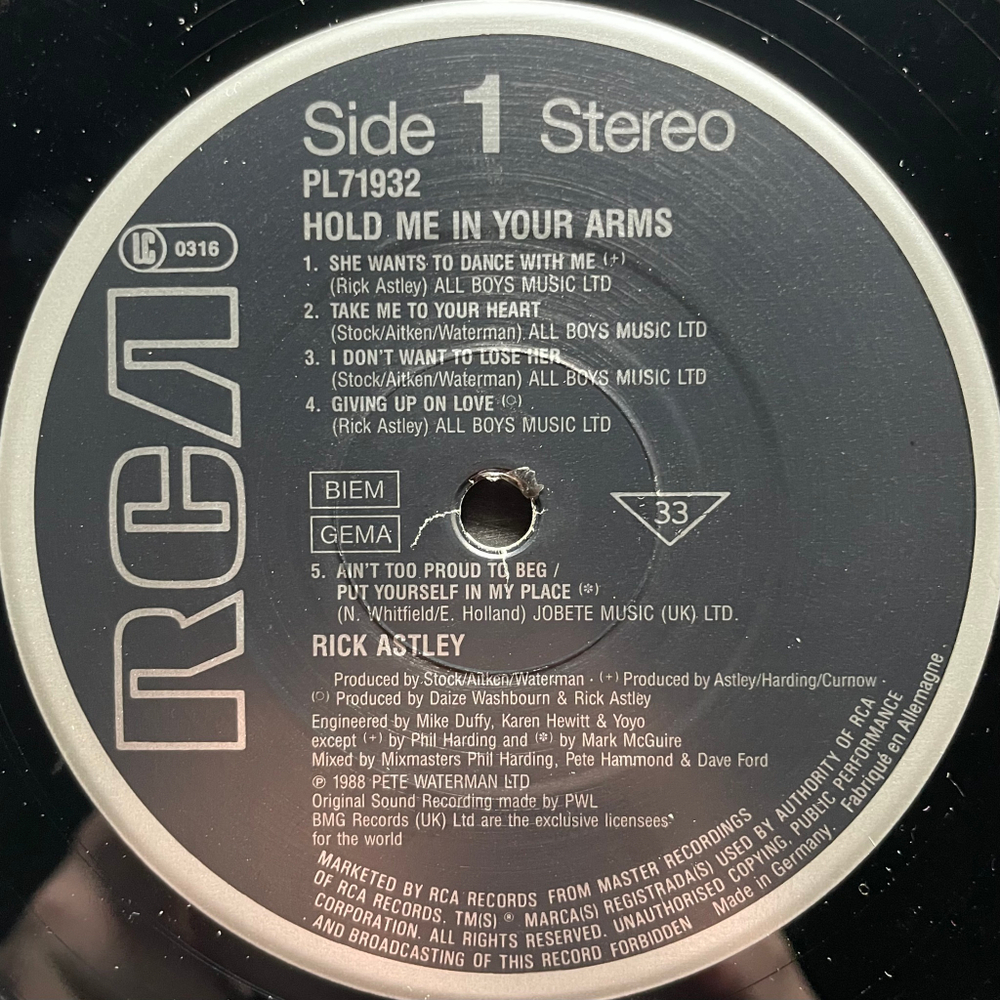 Side 1 Stereo
PL71932
HOLD ME IN YOUR ARMS
LC 0316
RCA
1. SHE WANTS TO DANCE WITH ME (+)
(Rick Astley) ALL BOYS MUSIC LTD
2. TAKE ME TO YOUR HEART
(Stock/Aitken/Waterman) ALL BOYS MUSIC LTD
3. I DON'T WANT TO LOSE HER
(Stock/Aitken/Waterman) ALL BOYS MUSIC LTD
4. GIVING UP ON LOVE (○)
(Rick Astley) ALL BOYS MUSIC LTD
BIEM
GEMA
33
5. AIN'T TOO PROUD TO BEG /
PUT YOURSELF IN MY PLACE (*)
(N. Whitfield/E. Holland) JOBETE MUSIC (UK) LTD.
RICK ASTLEY
Produced by Stock/Aitken/Waterman · (+) Produced by Astley/Harding/Curnow ·
(○) Produced by Daize Washbourn & Rick Astley
Engineered by Mike Duffy, Karen Hewitt & Yoyo
except (+) by Phil Harding and (*) by Mark McGuire
Mixed by Mixmasters Phil Harding, Pete Hammond & Dave Ford
℗ 1988 PETE WATERMAN LTD
Original Sound Recording made by PWL
BMG Records (UK) Ltd are the exclusive licensees
for the world
MARKETED BY RCA RECORDS FROM MASTER RECORDINGS
OF RCA RECORDS. TM(S) ® MARCA(S) REGISTRADA(S) USED BY AUTHORITY OF RCA
CORPORATION. ALL RIGHTS RESERVED. UNAUTHORISED COPYING, PUBLIC PERFORMANCE
AND BROADCASTING OF THIS RECORD FORBIDDEN Made in Germany. Fabriqué en Allemagne